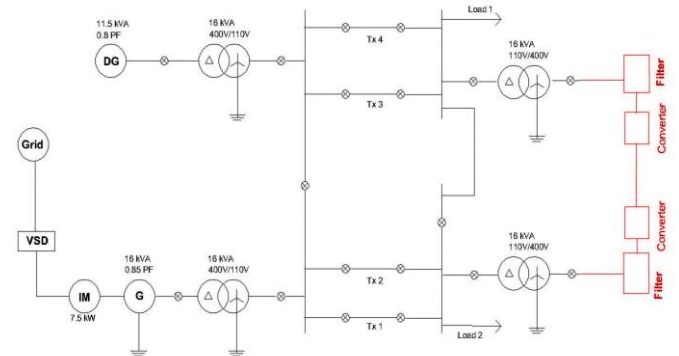 11.5 kVA
0.8 PF
DG
16 kVA
400V/110V
Tx 4
Load 1
16 kVA
110V/400V
Filter
Tx 3
Converter
Grid
VSD
IM
7.5 kW
16 kVA
0.85 PF
G
16 kVA
400V/110V
Tx 2
16 kVA
110V/400V
Converter
Filter
Tx 1
Load 2